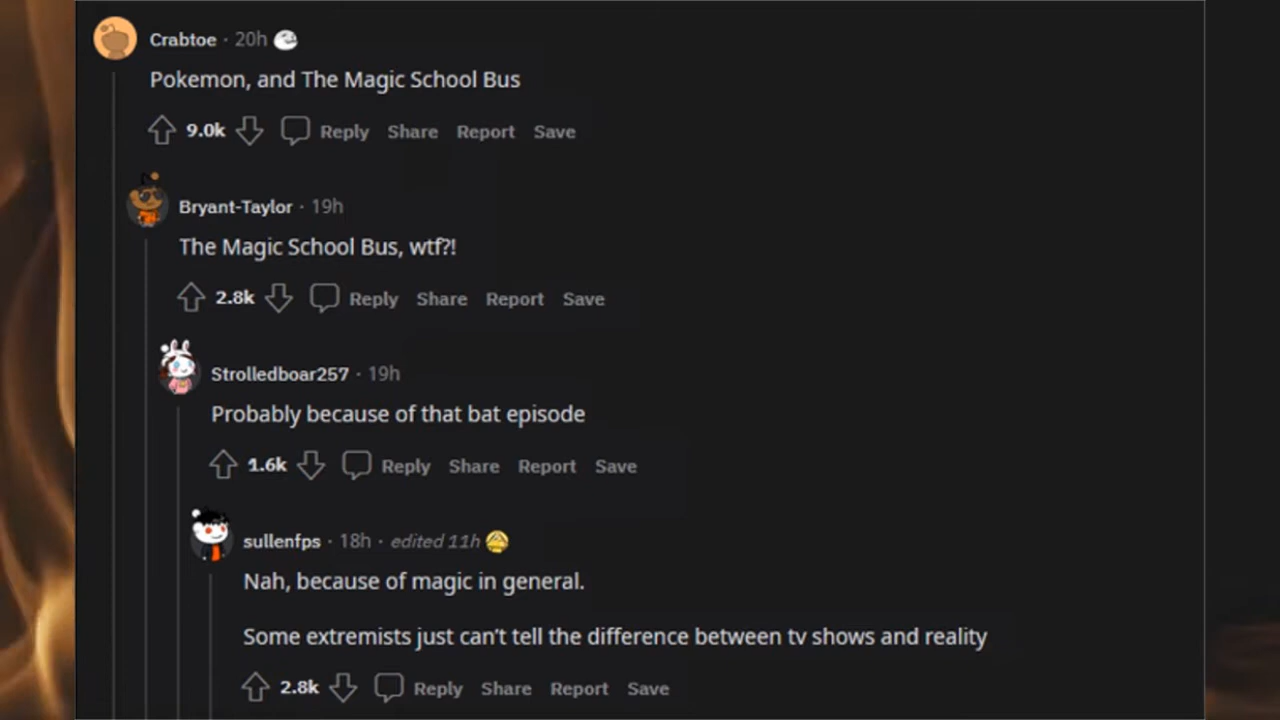 Crabtoe · 20h
Pokemon, and The Magic School Bus
9.0k Reply Share Report Save
Bryant-Taylor · 19h
The Magic School Bus, wtf?!
2.8k Reply Share Report Save
Strolledboar257 · 19h
Probably because of that bat episode
1.6k Reply Share Report Save
sullenfps · 18h · edited 11h
Nah, because of magic in general.
Some extremists just can't tell the difference between tv shows and reality
2.8k Reply Share Report Save